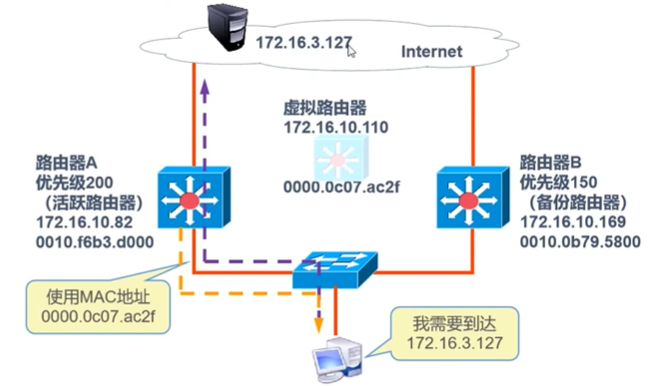 172.16.3.127
Internet
虚拟路由器
172.16.10.110
0000.0c07.ac2f
路由器A
优先级200
（活跃路由器）
172.16.10.82
0010.f6b3.d000
路由器B
优先级150
（备份路由器）
172.16.10.169
0010.0b79.5800
使用MAC地址
0000.0c07.ac2f
我需要到达
172.16.3.127